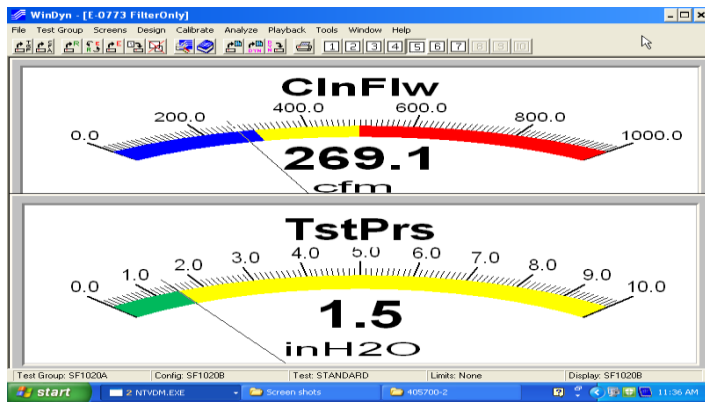 WinDyn - [E-0773 FilterOnly]
File Test Group Screens Design Calibrate Analyze Playback Tools Window Help
1 2 3 4 5 6 7 8 9 10
ClnFlw
0.0 200.0 400.0 600.0 800.0 1000.0
269.1
cfm
TstPrs
0.0 1.0 2.0 3.0 4.0 5.0 6.0 7.0 8.0 9.0 10.0
1.5
inH2O
Test Group: SF1020A Config: SF1020B Test: STANDARD Limits: None Display: SF1020B
start 2 NTVDM.EXE Screen shots 405700-2 11:36 AM